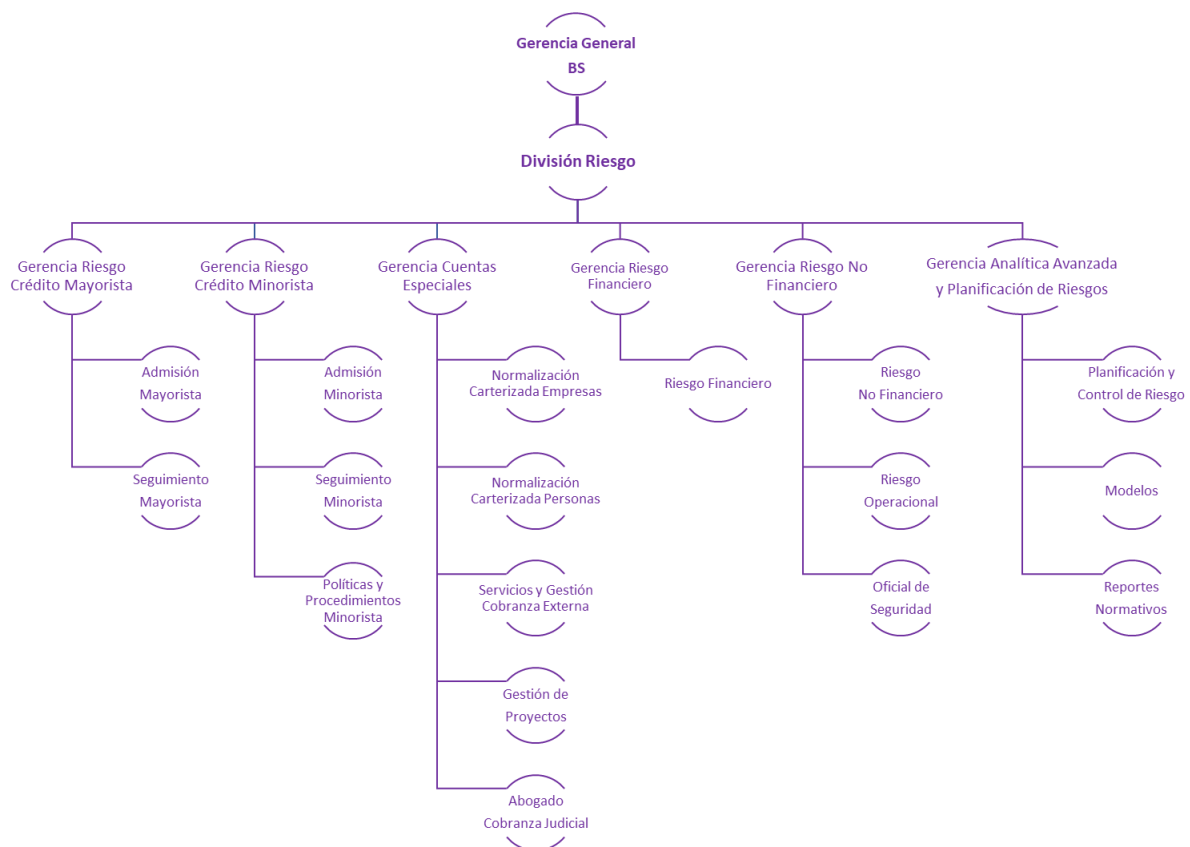 Gerencia General
BS
División Riesgo
Gerencia Riesgo
Crédito Mayorista
Gerencia Riesgo
Crédito Minorista
Gerencia Cuentas
Especiales
Gerencia Riesgo
Financiero
Gerencia Riesgo No
Financiero
Gerencia Analítica Avanzada
y Planificación de Riesgos
Admisión
Mayorista
Seguimiento
Mayorista
Admisión
Minorista
Seguimiento
Minorista
Políticas y
Procedimientos
Minorista
Normalización
Carterizada Empresas
Normalización
Carterizada Personas
Servicios y Gestión
Cobranza Externa
Gestión de
Proyectos
Abogado
Cobranza Judicial
Riesgo Financiero
Riesgo
No Financiero
Riesgo
Operacional
Oficial de
Seguridad
Planificación y
Control de Riesgo
Modelos
Reportes
Normativos